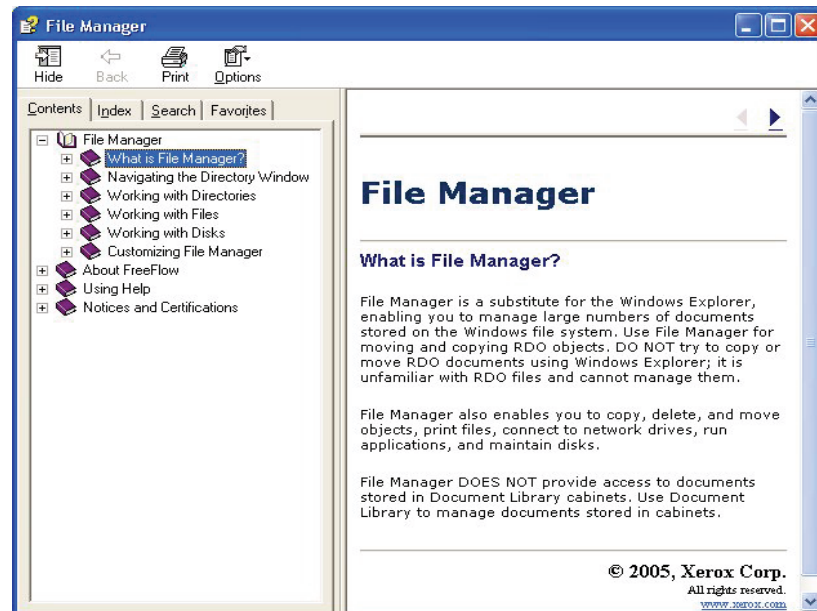 File Manager
Hide Back Print Options
Contents Index Search Favorites
File Manager
What is File Manager?
Navigating the Directory Window
Working with Directories
Working with Files
Working with Disks
Customizing File Manager
About FreeFlow
Using Help
Notices and Certifications
File Manager
What is File Manager?
File Manager is a substitute for the Windows Explorer,
enabling you to manage large numbers of documents
stored on the Windows file system. Use File Manager for
moving and copying RDO objects. DO NOT try to copy or
move RDO documents using Windows Explorer; it is
unfamiliar with RDO files and cannot manage them.
File Manager also enables you to copy, delete, and move
objects, print files, connect to network drives, run
applications, and maintain disks.
File Manager DOES NOT provide access to documents
stored in Document Library cabinets. Use Document
Library to manage documents stored in cabinets.
© 2005, Xerox Corp.
All rights reserved.
www.xerox.com